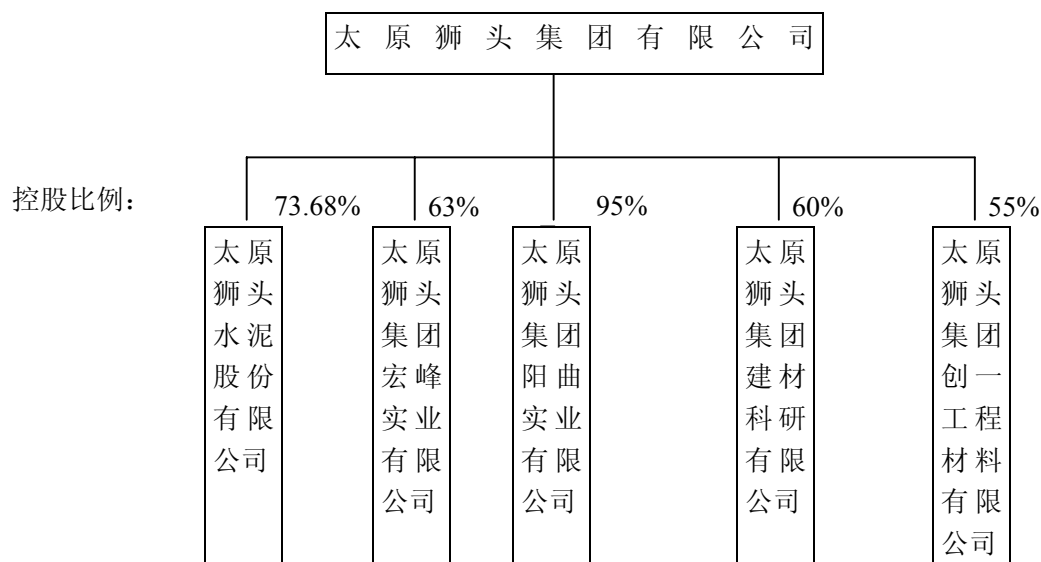 太原狮头集团有限公司
控股比例：
73.68%
63%
95%
60%
55%
太原
狮头
水泥
股份
有限
公司
太原
狮头
集团
宏峰
实业
有限
公司
太原
狮头
集团
阳曲
实业
有限
公司
太原
狮头
集团
建材
科研
有限
公司
太原
狮头
集团
创一
工程
材料
有限
公司